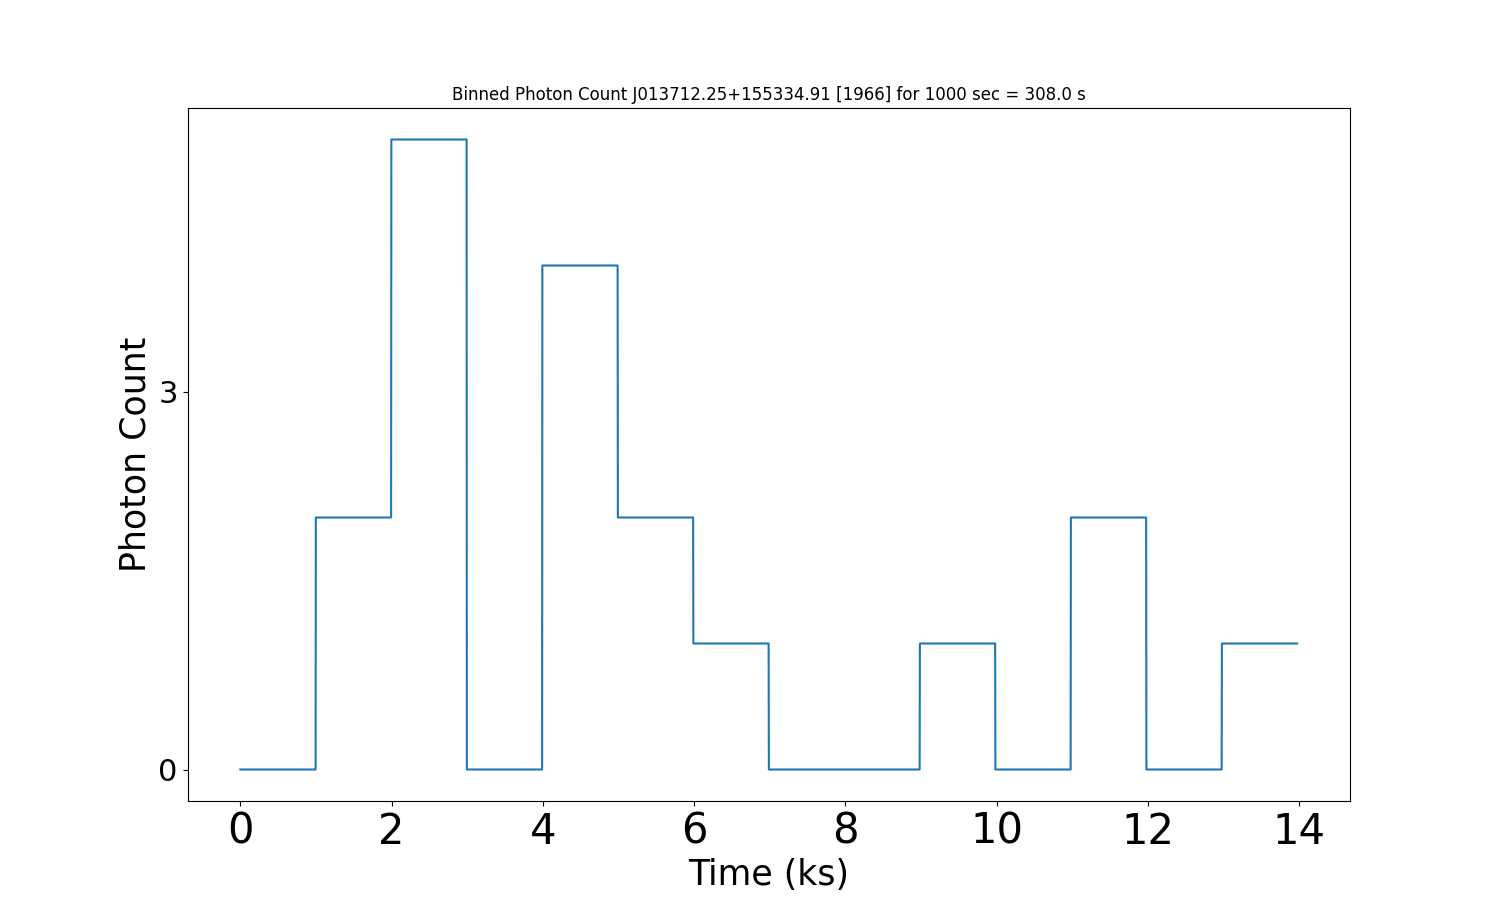 Binned Photon Count J013712.25+155334.91 [1966] for 1000 sec = 308.0 s
Photon Count
3
0
0 2 4 6 8 10 12 14
Time (ks)